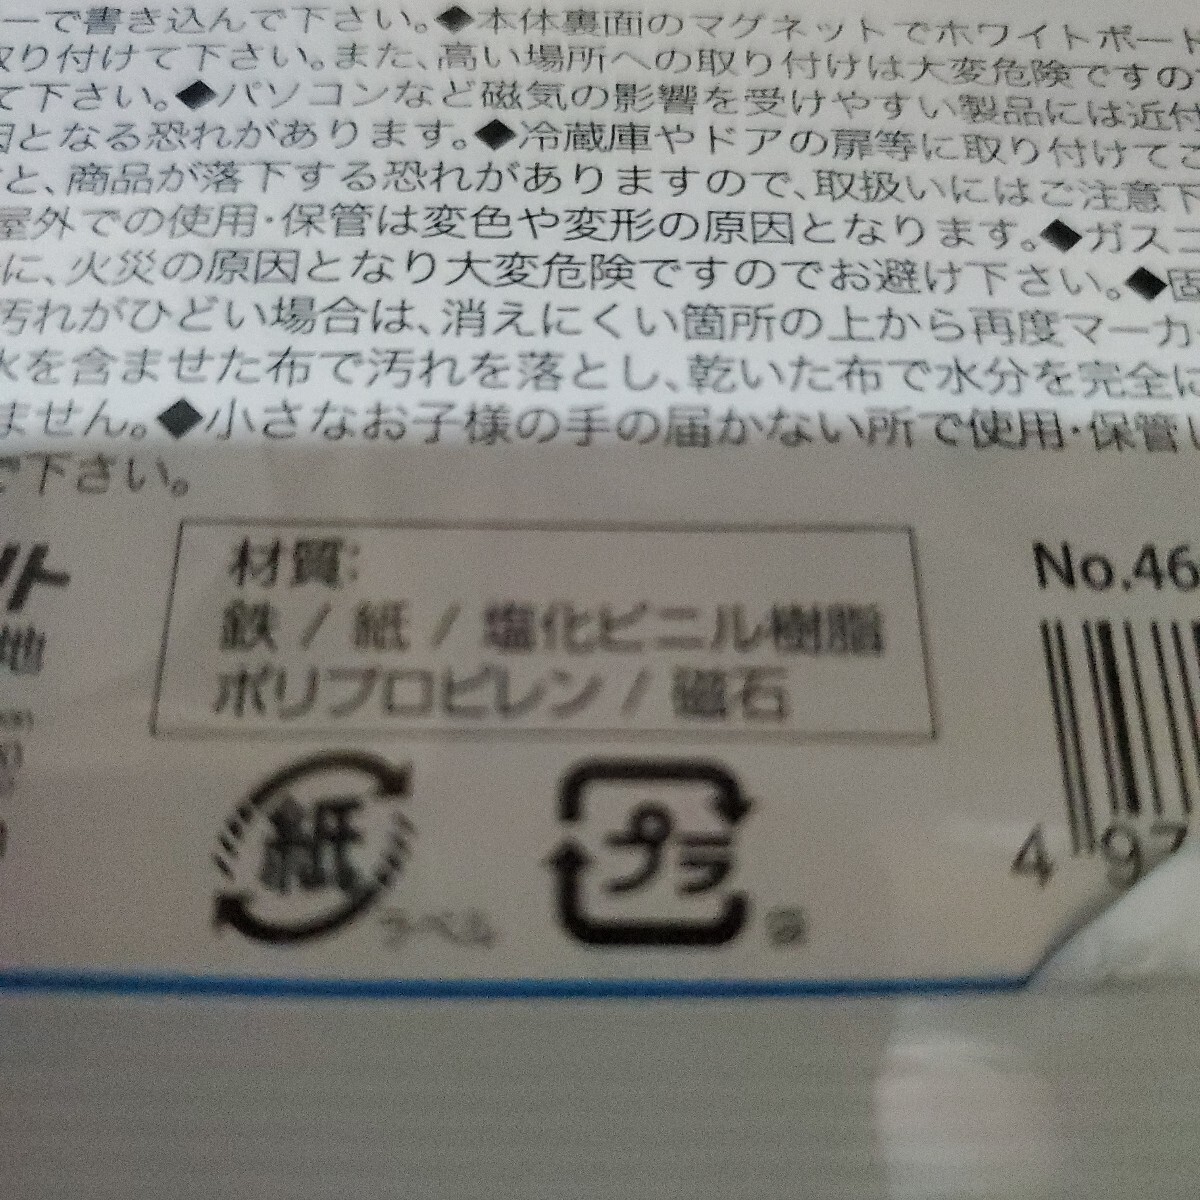 ーで書き込んで下さい。◆本体裏面のマグネットでホワイトボード
取り付けて下さい。また、高い場所への取り付けは大変危険ですの
て下さい。◆パソコンなど磁気の影響を受けやすい製品には近付
因となる恐れがあります。◆冷蔵庫やドアの扉等に取り付けてご
と、商品が落下する恐れがありますので、取扱いにはご注意下
屋外での使用・保管は変色や変形の原因となります。◆ガスコ
に、火災の原因となり大変危険ですのでお避け下さい。◆固
汚れがひどい場合は、消えにくい箇所の上から再度マーカ
水を含ませた布で汚れを落とし、乾いた布で水分を完全に
ません。◆小さなお子様の手の届かない所で使用・保管し
で下さい。
材質:
鉄 / 紙 / 塩化ビニル樹脂
ポリプロピレン / 磁石
No.46
地
紙
ラベル
プラ
袋
4 97